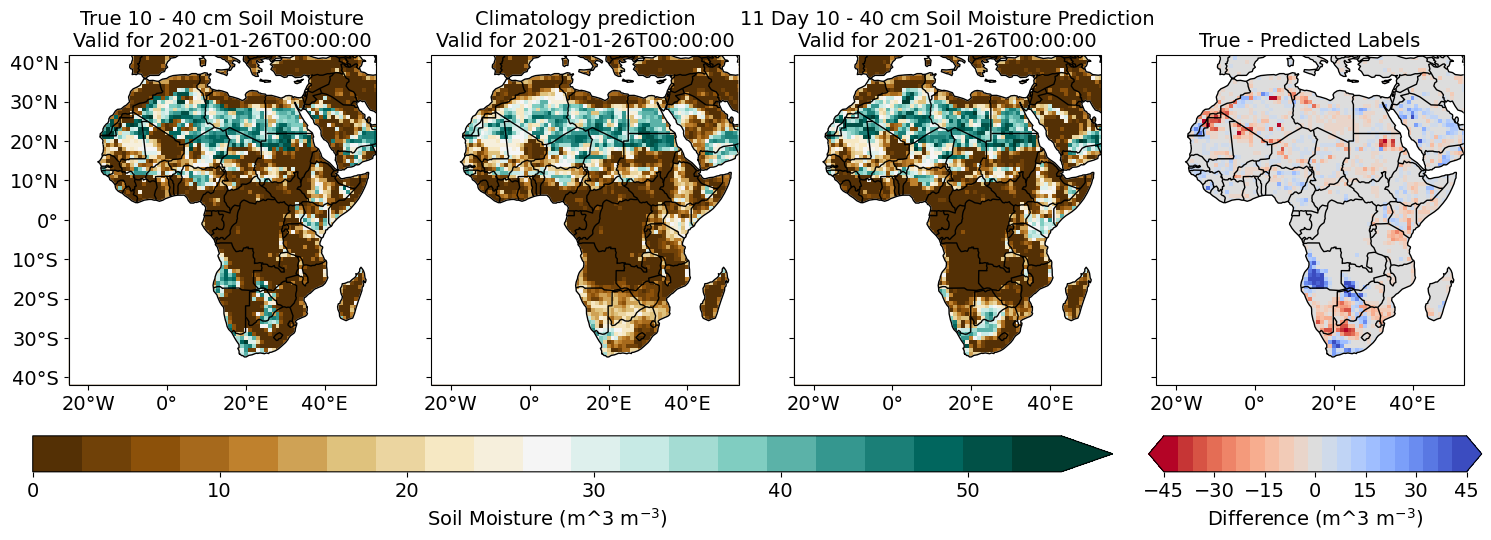 True 10 - 40 cm Soil Moisture
Valid for 2021-01-26T00:00:00
Climatology prediction
Valid for 2021-01-26T00:00:00
11 Day 10 - 40 cm Soil Moisture Prediction
Valid for 2021-01-26T00:00:00
True - Predicted Labels
40°N
30°N
20°N
10°N
0°
10°S
20°S
30°S
40°S
20°W 0° 20°E 40°E
20°W 0° 20°E 40°E
20°W 0° 20°E 40°E
20°W 0° 20°E 40°E
0 10 20 30 40 50
Soil Moisture (m^3 m⁻³)
−45 −30 −15 0 15 30 45
Difference (m^3 m⁻³)